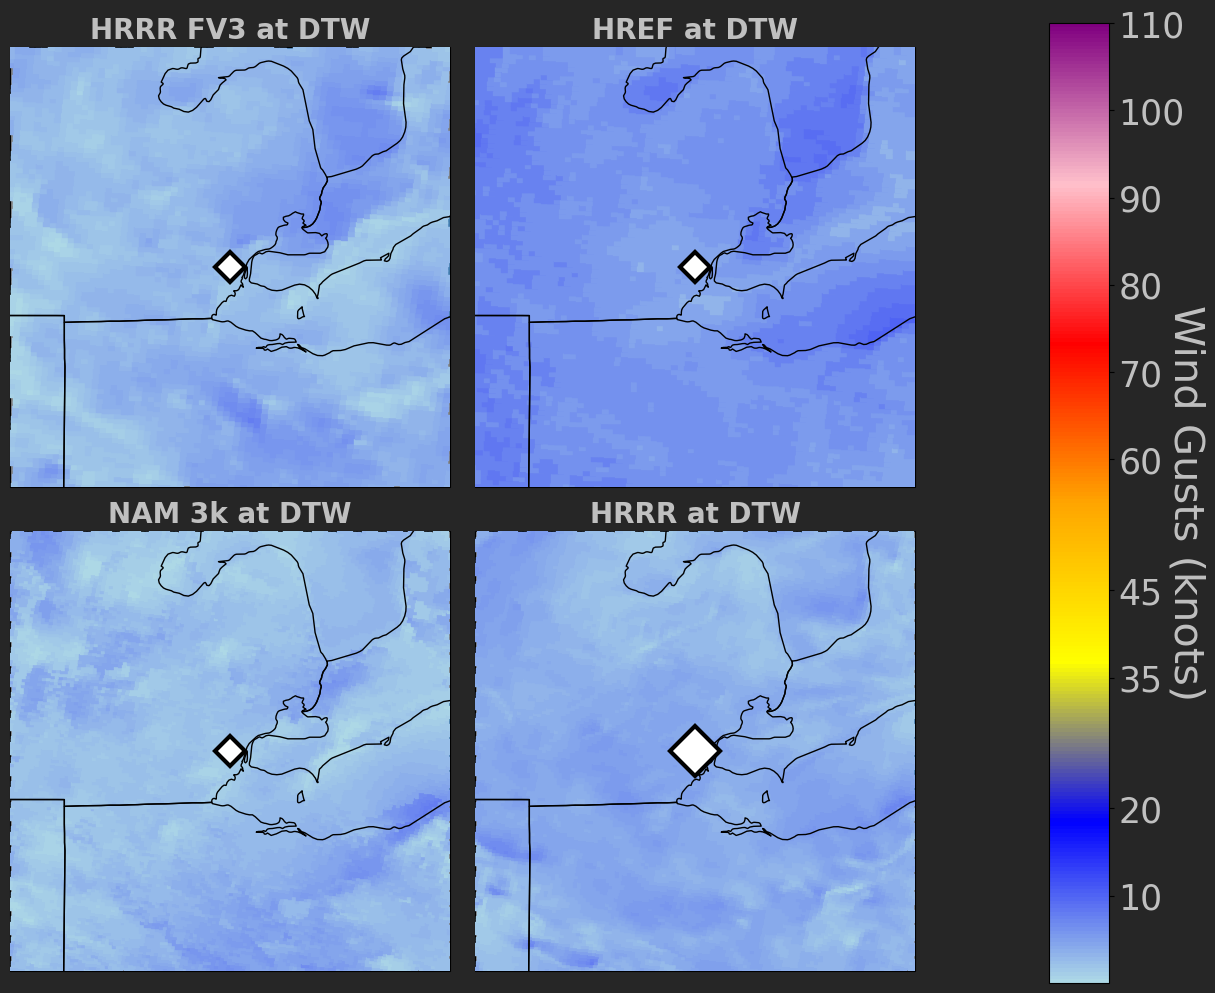 HRRR FV3 at DTW
HREF at DTW
NAM 3k at DTW
HRRR at DTW
110
100
90
80
70
60
45
35
20
10
Wind Gusts (knots)